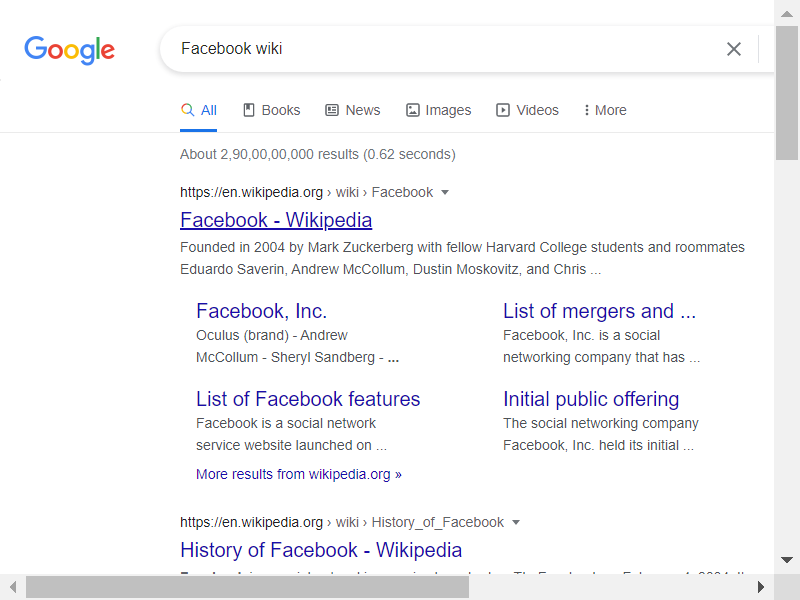 Google
Facebook wiki
All Books News Images Videos More
About 2,90,00,00,000 results (0.62 seconds)
https://en.wikipedia.org › wiki › Facebook
Facebook - Wikipedia
Founded in 2004 by Mark Zuckerberg with fellow Harvard College students and roommates
Eduardo Saverin, Andrew McCollum, Dustin Moskovitz, and Chris ...
Facebook, Inc.
Oculus (brand) - Andrew
McCollum - Sheryl Sandberg - ...
List of mergers and ...
Facebook, Inc. is a social
networking company that has ...
List of Facebook features
Facebook is a social network
service website launched on ...
Initial public offering
The social networking company
Facebook, Inc. held its initial ...
More results from wikipedia.org »
https://en.wikipedia.org › wiki › History_of_Facebook
History of Facebook - Wikipedia